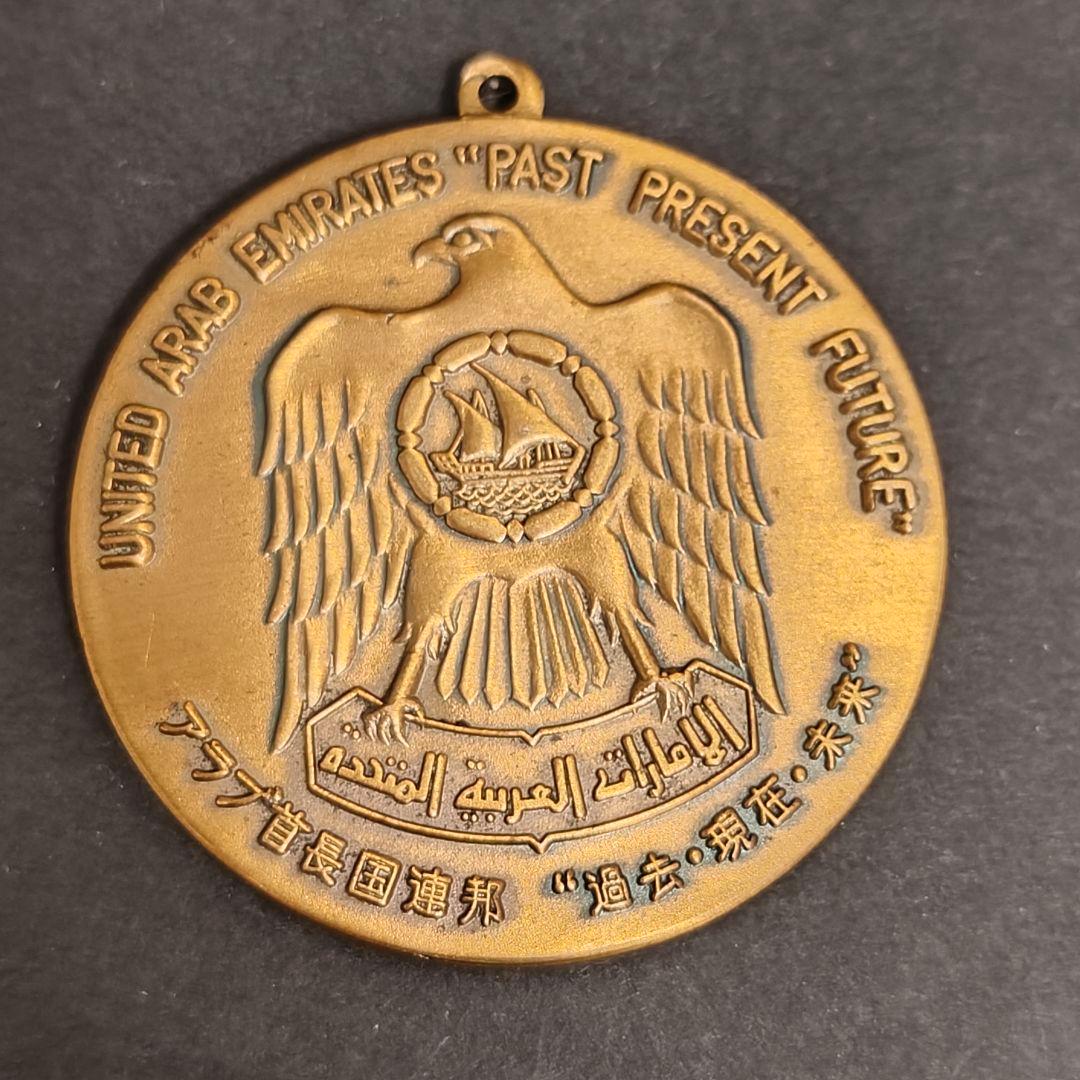 UNITED ARAB EMIRATES "PAST PRESENT FUTURE"
الإمارات العربية المتحدة
アラブ首長国連邦 "過去・現在・未来"